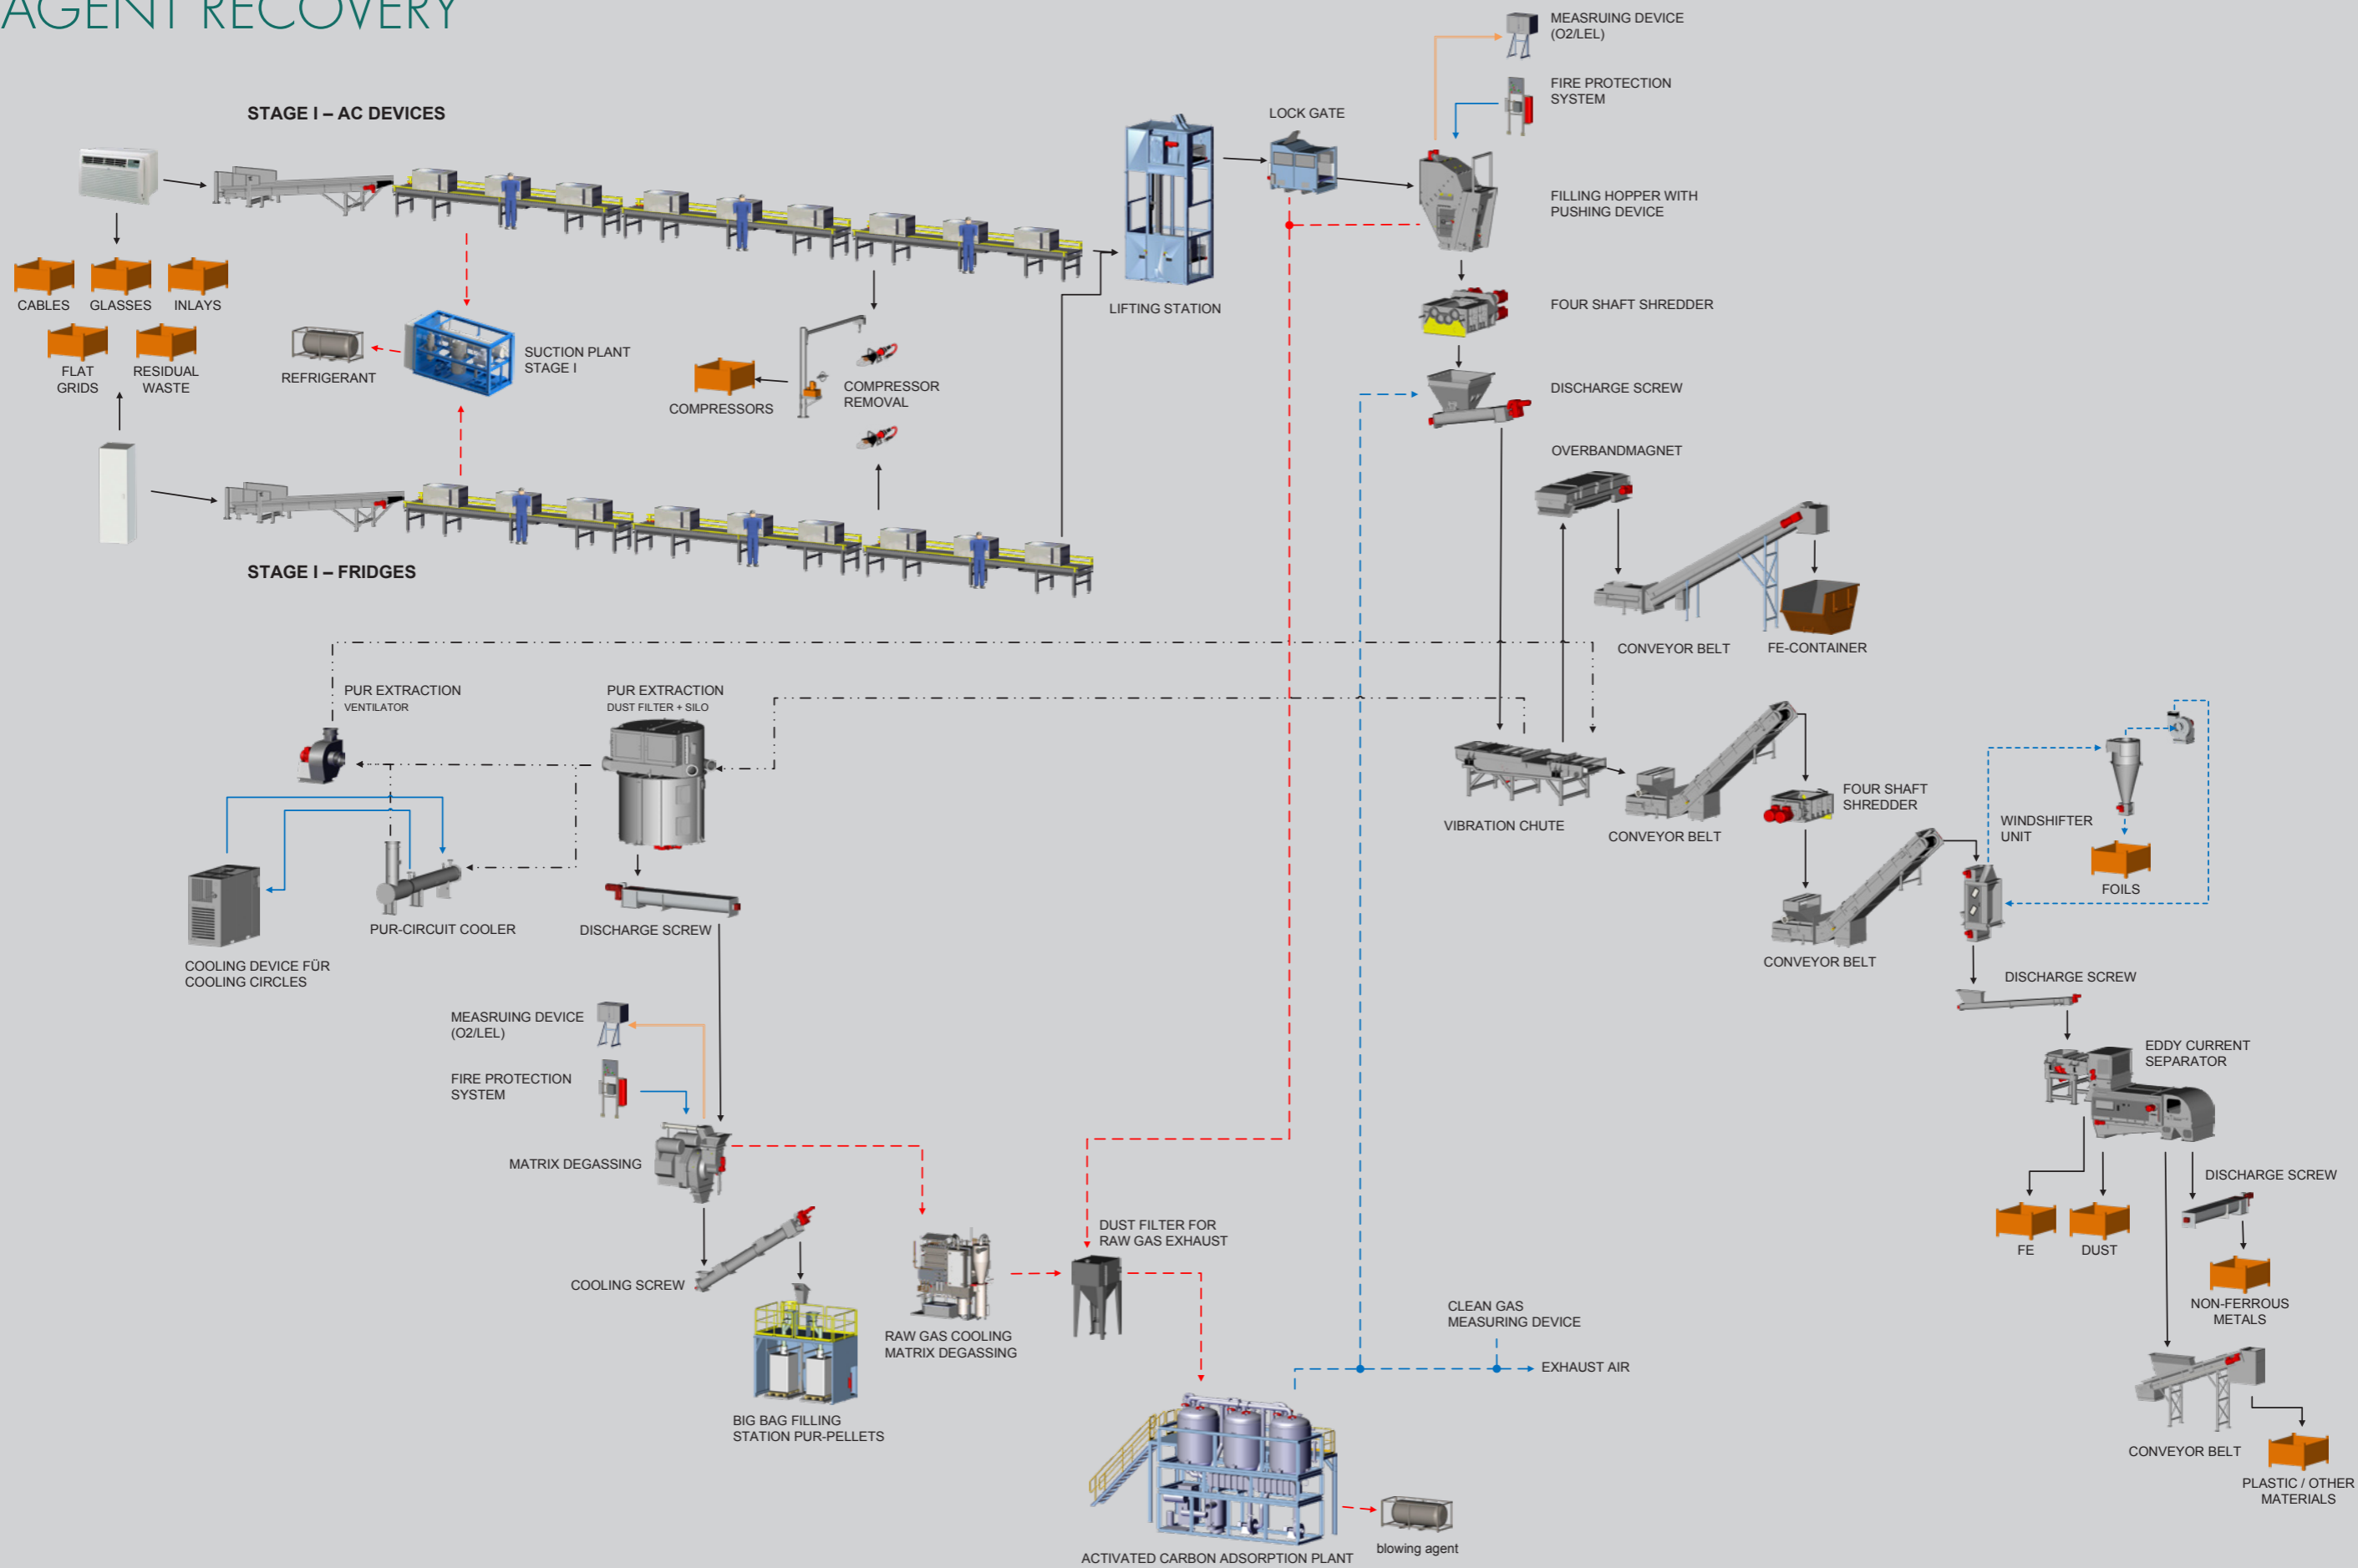 AGENT RECOVERY
MEASRUING DEVICE
(O2/LEL)
FIRE PROTECTION
SYSTEM
STAGE I – AC DEVICES
LOCK GATE
FILLING HOPPER WITH
PUSHING DEVICE
CABLES
GLASSES
INLAYS
LIFTING STATION
FOUR SHAFT SHREDDER
FLAT
GRIDS
RESIDUAL
WASTE
REFRIGERANT
SUCTION PLANT
STAGE I
COMPRESSORS
COMPRESSOR
REMOVAL
DISCHARGE SCREW
OVERBANDMAGNET
STAGE I – FRIDGES
CONVEYOR BELT
FE-CONTAINER
PUR EXTRACTION
VENTILATOR
PUR EXTRACTION
DUST FILTER + SILO
VIBRATION CHUTE
CONVEYOR BELT
FOUR SHAFT
SHREDDER
WINDSHIFTER
UNIT
FOILS
PUR-CIRCUIT COOLER
DISCHARGE SCREW
COOLING DEVICE FÜR
COOLING CIRCLES
CONVEYOR BELT
DISCHARGE SCREW
MEASRUING DEVICE
(O2/LEL)
FIRE PROTECTION
SYSTEM
EDDY CURRENT
SEPARATOR
MATRIX DEGASSING
DISCHARGE SCREW
DUST FILTER FOR
RAW GAS EXHAUST
FE
DUST
COOLING SCREW
NON-FERROUS
METALS
RAW GAS COOLING
MATRIX DEGASSING
CLEAN GAS
MEASURING DEVICE
EXHAUST AIR
BIG BAG FILLING
STATION PUR-PELLETS
CONVEYOR BELT
PLASTIC / OTHER
MATERIALS
ACTIVATED CARBON ADSORPTION PLANT
blowing agent